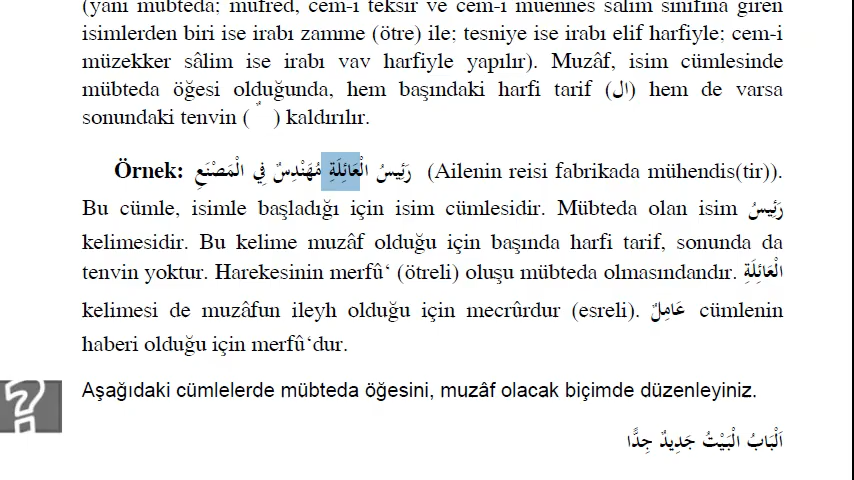 (yani mübteda; müfred, cem-i teksir ve cem-i müennes sâlim sınıfına giren
isimlerden biri ise irabı zamme (ötre) ile; tesniye ise irabı elif harfiyle; cem-i
müzekker sâlim ise irabı vav harfiyle yapılır). Muzâf, isim cümlesinde
mübteda öğesi olduğunda, hem başındaki harfi tarif (ال) hem de varsa
sonundaki tenvin ( ٌ ) kaldırılır.
Örnek: رَئِيسُ الْعَائِلَةِ مُهَنْدِسٌ فِي الْمَصْنَعِ (Ailenin reisi fabrikada mühendis(tir)).
Bu cümle, isimle başladığı için isim cümlesidir. Mübteda olan isim رَئِيسُ
kelimesidir. Bu kelime muzâf olduğu için başında harfi tarif, sonunda da
tenvin yoktur. Harekesinin merfû‘ (ötreli) oluşu mübteda olmasındandır. الْعَائِلَةِ
kelimesi de muzâfun ileyh olduğu için mecrûrdur (esreli). عَامِلٌ cümlenin
haberi olduğu için merfû‘dur.
?
Aşağıdaki cümlelerde mübteda öğesini, muzâf olacak biçimde düzenleyiniz.
اَلْبَابُ الْبَيْتُ جَدِيدٌ جِدًّا